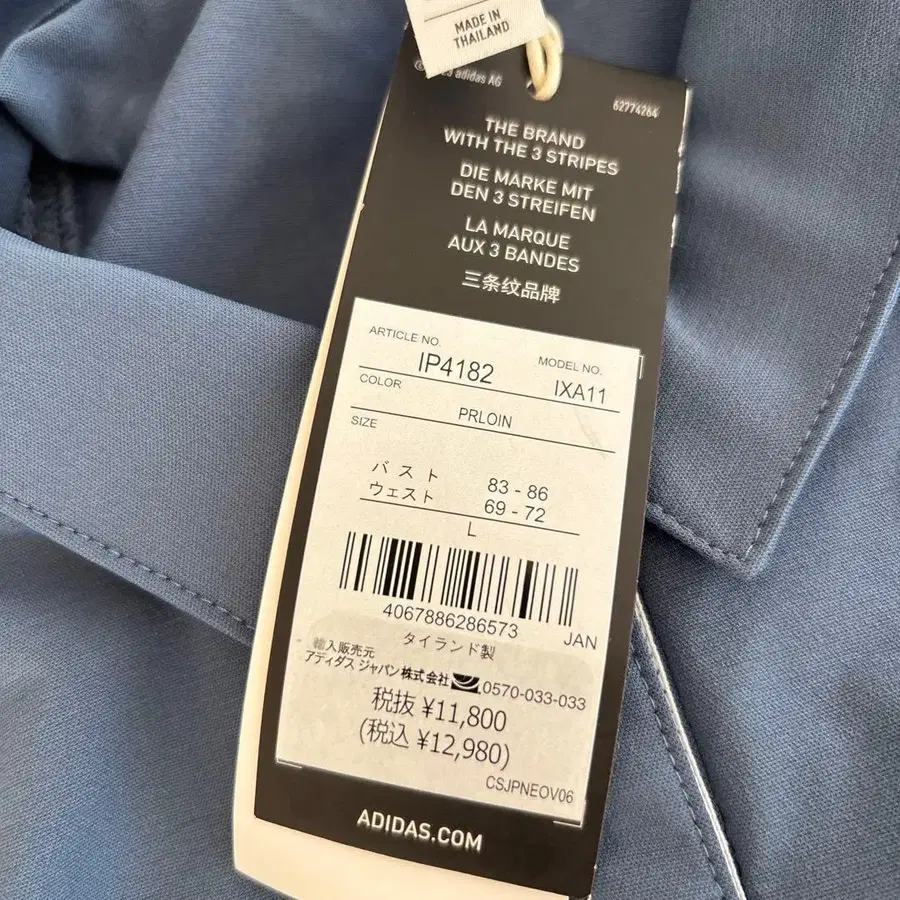 MADE IN
THAILAND
adidas AG
62774264
THE BRAND
WITH THE 3 STRIPES
DIE MARKE MIT
DEN 3 STREIFEN
LA MARQUE
AUX 3 BANDES
三条纹品牌
ARTICLE NO.
IP4182
MODEL NO.
IXA11
COLOR
PRLOIN
SIZE
バスト 83 - 86
ウェスト 69 - 72
L
4067886286573
JAN
タイランド製
輸入販売元
アディダス ジャパン株式会社 0570-033-033
税抜 ¥11,800
(税込 ¥12,980)
CSJPNEOV06
ADIDAS.COM